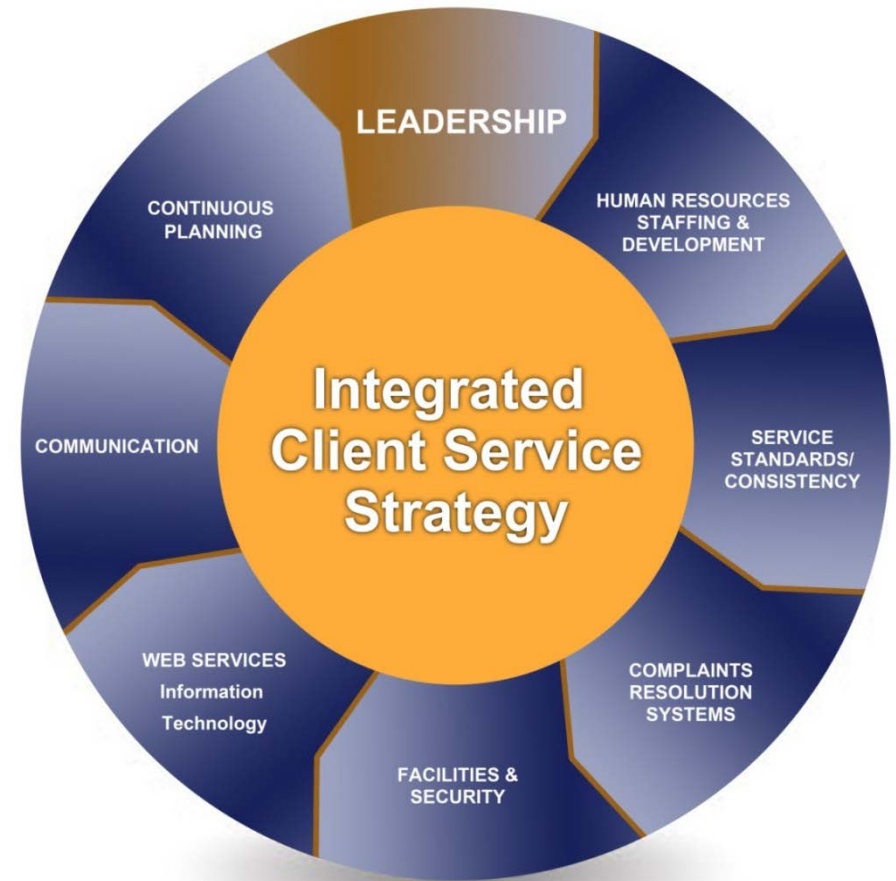 LEADERSHIP
HUMAN RESOURCES
STAFFING &
DEVELOPMENT
SERVICE
STANDARDS/
CONSISTENCY
COMPLAINTS
RESOLUTION
SYSTEMS
FACILITIES &
SECURITY
WEB SERVICES
Information
Technology
COMMUNICATION
CONTINUOUS
PLANNING
Integrated
Client Service
Strategy